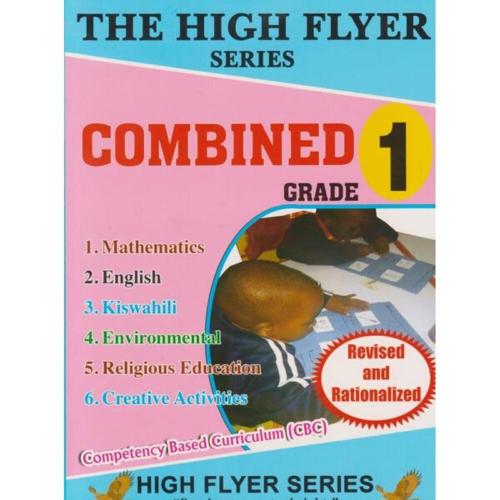 THE HIGH FLYER
SERIES
COMBINED 1
GRADE
1. Mathematics
2. English
3. Kiswahili
4. Environmental
5. Religious Education
6. Creative Activities
Revised
and
Rationalized
Competency Based Curriculum (CBC)
HIGH FLYER SERIES